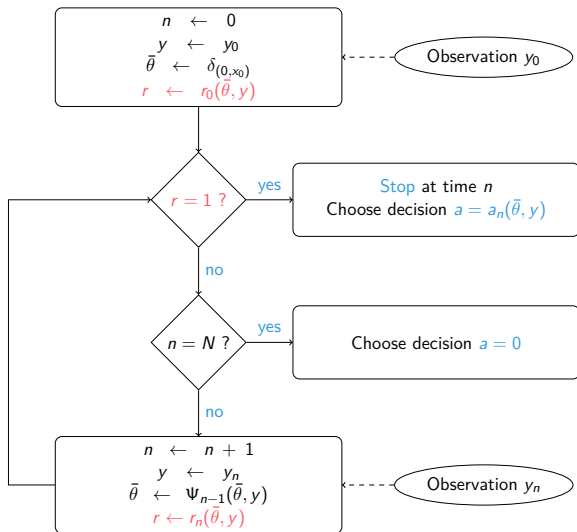 n ← 0
y ← y₀
θ̄ ← δ₍₀,ₓ₀₎
r ← r₀(θ̄, y)
Observation y₀
r = 1 ?
yes
Stop at time n
Choose decision a = aₙ(θ̄, y)
no
n = N ?
yes
Choose decision a = 0
no
n ← n + 1
y ← yₙ
θ̄ ← Ψₙ₋₁(θ̄, y)
r ← rₙ(θ̄, y)
Observation yₙ